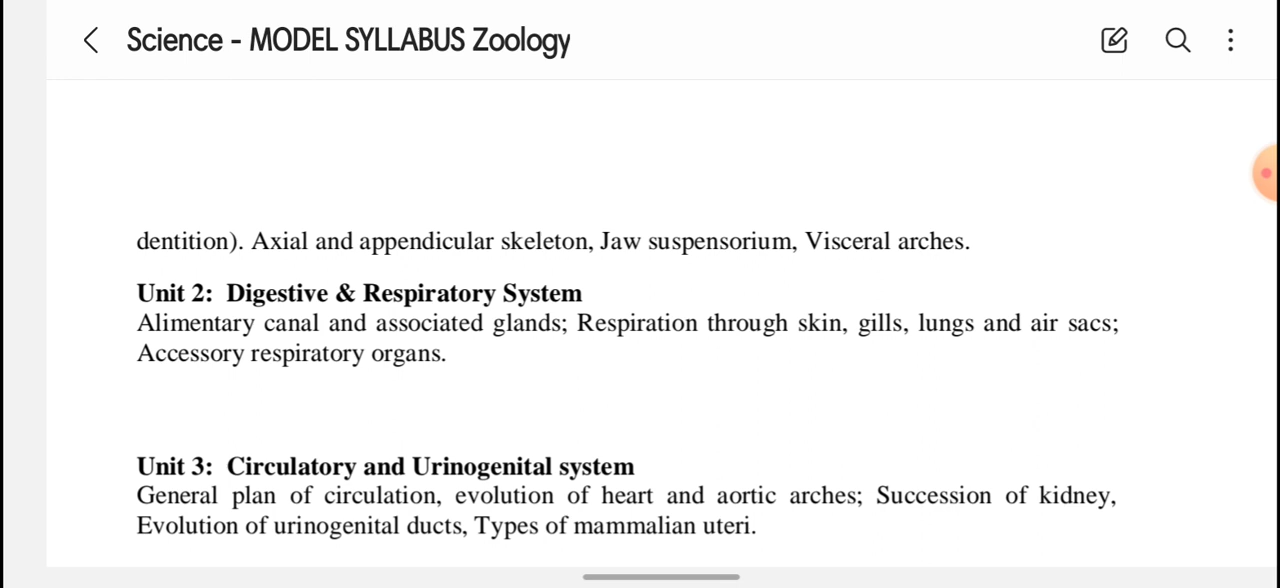 Science - MODEL SYLLABUS Zoology
dentition). Axial and appendicular skeleton, Jaw suspensorium, Visceral arches.
Unit 2: Digestive & Respiratory System
Alimentary canal and associated glands; Respiration through skin, gills, lungs and air sacs;
Accessory respiratory organs.
Unit 3: Circulatory and Urinogenital system
General plan of circulation, evolution of heart and aortic arches; Succession of kidney,
Evolution of urinogenital ducts, Types of mammalian uteri.